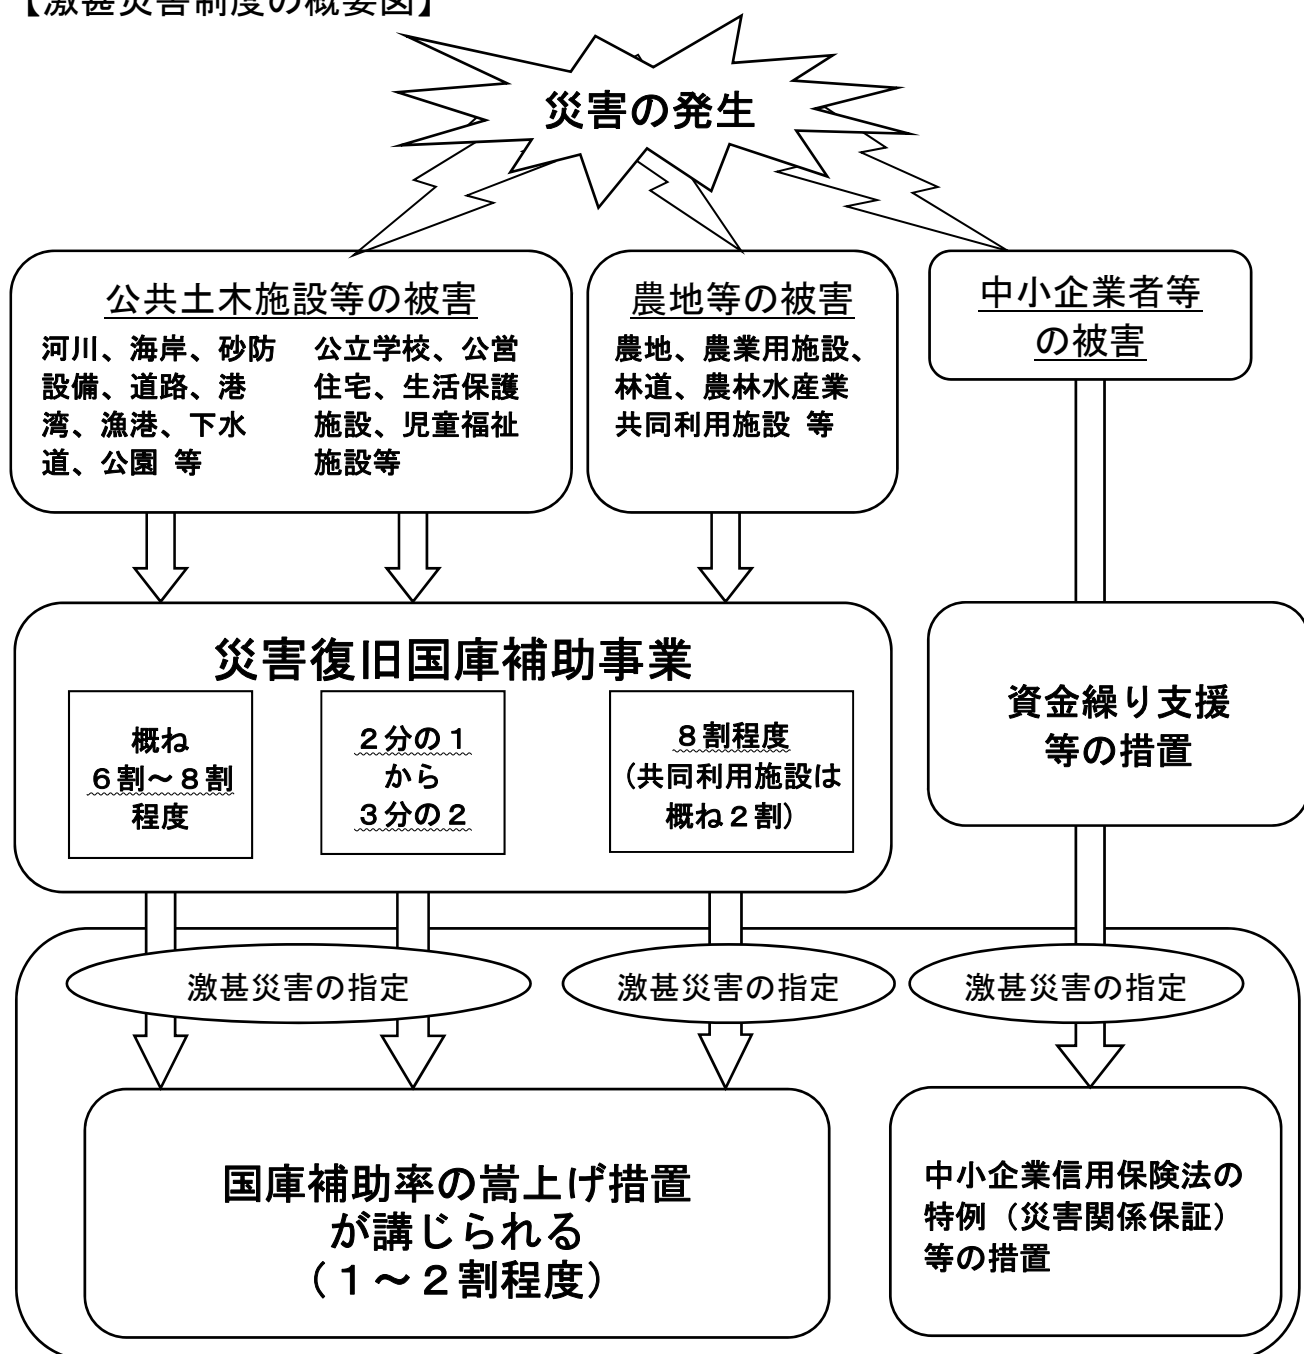 【激甚災害制度の概要図】
災害の発生
公共土木施設等の被害
河川、海岸、砂防
設備、道路、港
湾、漁港、下水
道、公園 等
公立学校、公営
住宅、生活保護
施設、児童福祉
施設等
農地等の被害
農地、農業用施設、
林道、農林水産業
共同利用施設 等
中小企業者等
の被害
災害復旧国庫補助事業
概ね
６割～８割
程度
２分の１
から
３分の２
８割程度
（共同利用施設は
概ね２割）
資金繰り支援
等の措置
激甚災害の指定
激甚災害の指定
激甚災害の指定
国庫補助率の嵩上げ措置
が講じられる
（１～２割程度）
中小企業信用保険法の
特例（災害関係保証）
等の措置